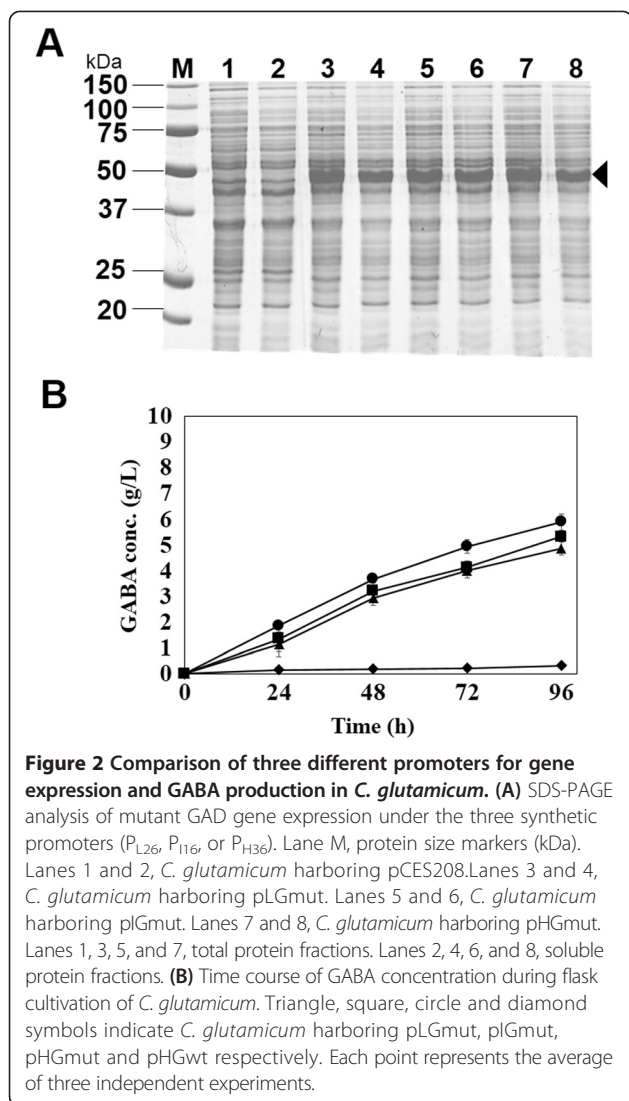 A
kDa M 1 2 3 4 5 6 7 8
150
100
75
50
37
25
20
B
10
9
8
7
6
5
4
3
2
1
0
GABA conc. (g/L)
0 24 48 72 96
Time (h)
Figure 2 Comparison of three different promoters for gene
expression and GABA production in C. glutamicum. (A) SDS-PAGE
analysis of mutant GAD gene expression under the three synthetic
promoters (PL26, PI16, or PH36). Lane M, protein size markers (kDa).
Lanes 1 and 2, C. glutamicum harboring pCES208.Lanes 3 and 4,
C. glutamicum harboring pLGmut. Lanes 5 and 6, C. glutamicum
harboring pIGmut. Lanes 7 and 8, C. glutamicum harboring pHGmut.
Lanes 1, 3, 5, and 7, total protein fractions. Lanes 2, 4, 6, and 8, soluble
protein fractions. (B) Time course of GABA concentration during flask
cultivation of C. glutamicum. Triangle, square, circle and diamond
symbols indicate C. glutamicum harboring pLGmut, pIGmut,
pHGmut and pHGwt respectively. Each point represents the average
of three independent experiments.